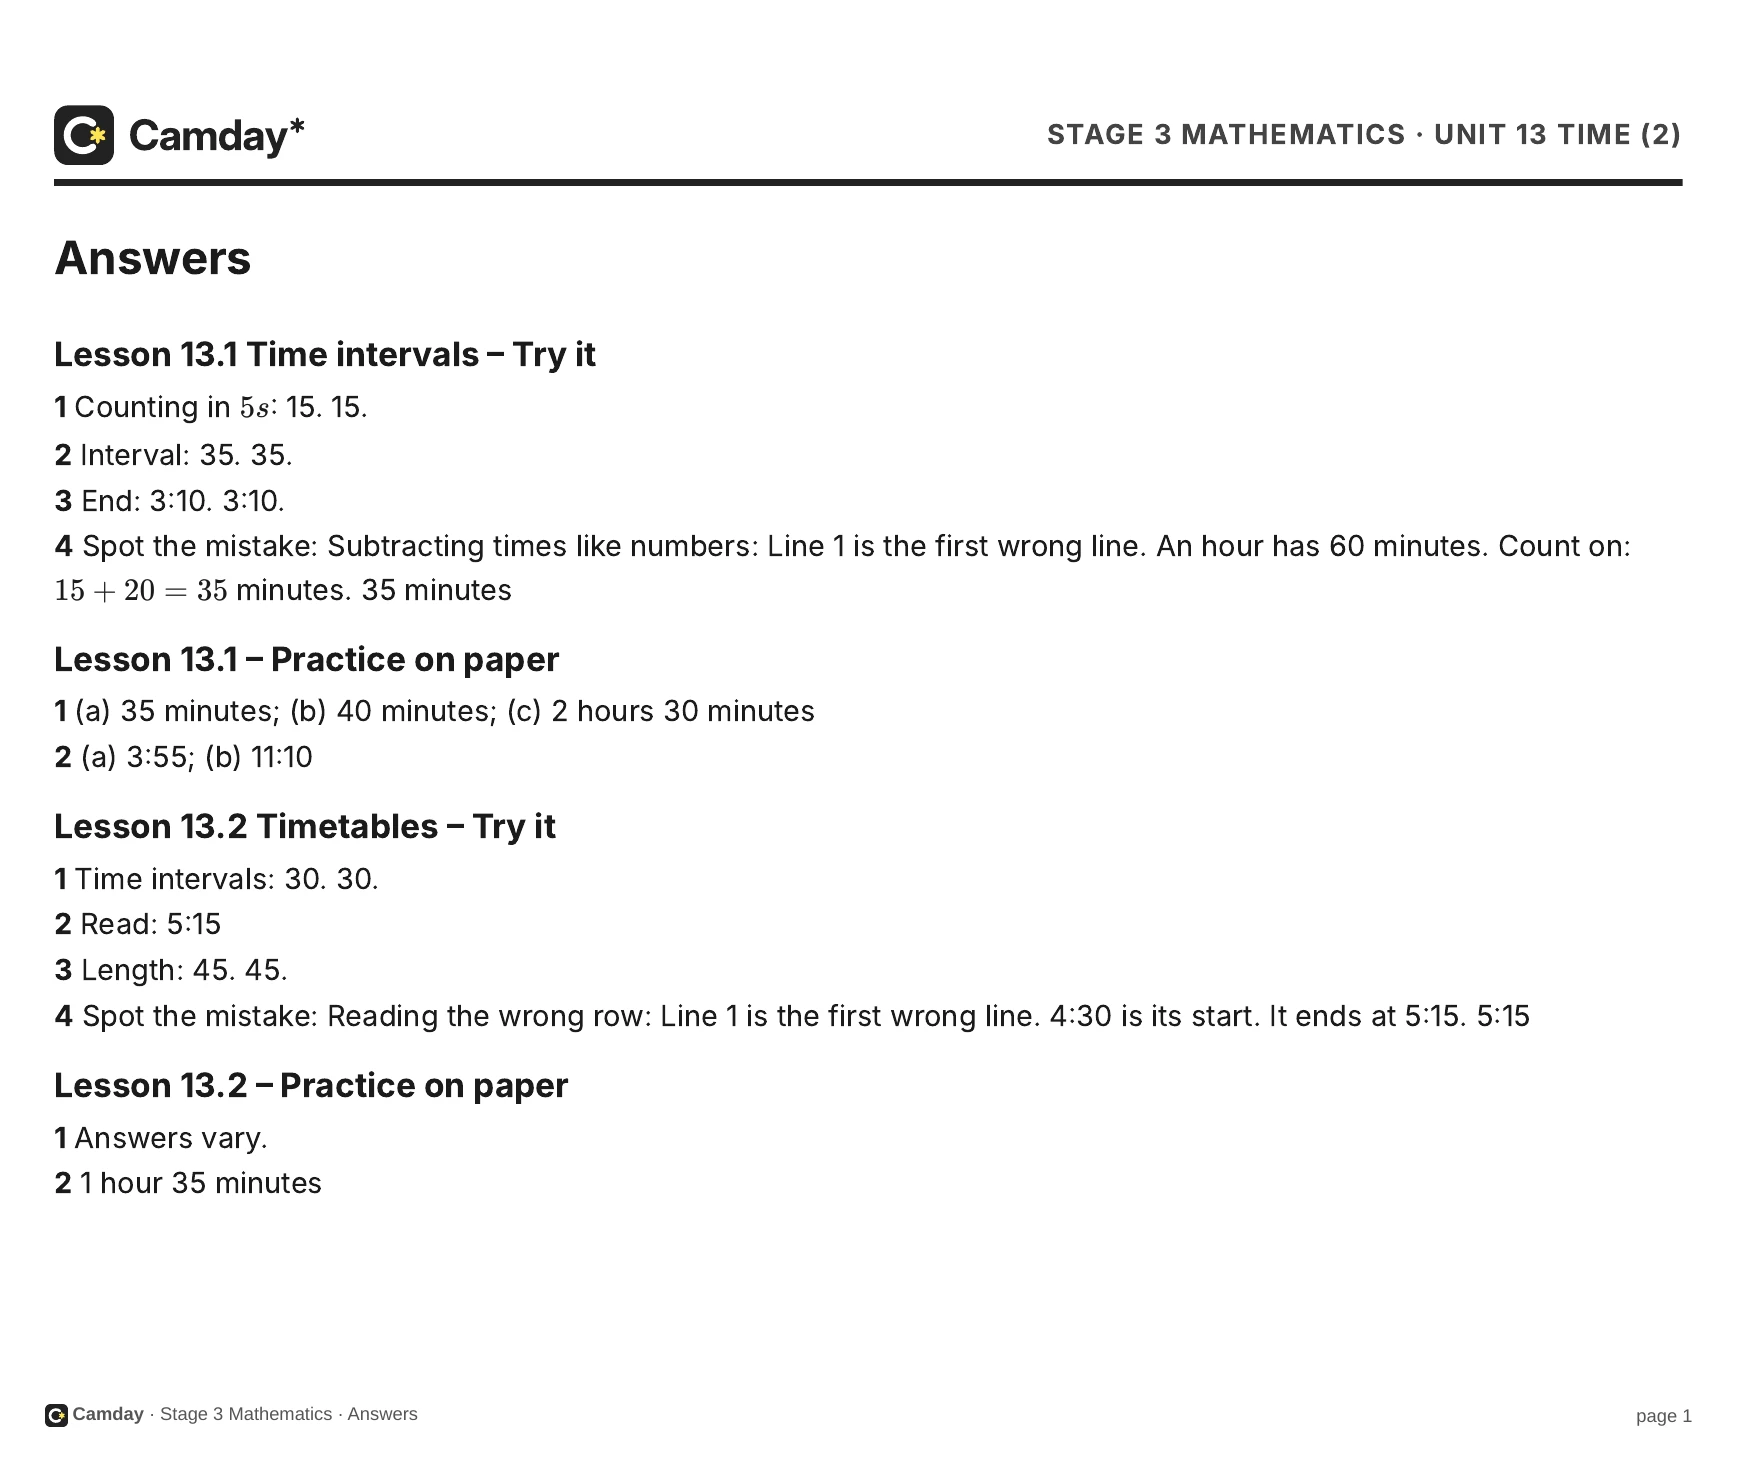 Camday*
STAGE 3 MATHEMATICS · UNIT 13 TIME (2)
Answers
Lesson 13.1 Time intervals – Try it
1 Counting in 5s: 15. 15.
2 Interval: 35. 35.
3 End: 3:10. 3:10.
4 Spot the mistake: Subtracting times like numbers: Line 1 is the first wrong line. An hour has 60 minutes. Count on:
15 + 20 = 35 minutes. 35 minutes
Lesson 13.1 – Practice on paper
1 (a) 35 minutes; (b) 40 minutes; (c) 2 hours 30 minutes
2 (a) 3:55; (b) 11:10
Lesson 13.2 Timetables – Try it
1 Time intervals: 30. 30.
2 Read: 5:15
3 Length: 45. 45.
4 Spot the mistake: Reading the wrong row: Line 1 is the first wrong line. 4:30 is its start. It ends at 5:15. 5:15
Lesson 13.2 – Practice on paper
1 Answers vary.
2 1 hour 35 minutes
Camday · Stage 3 Mathematics · Answers
page 1